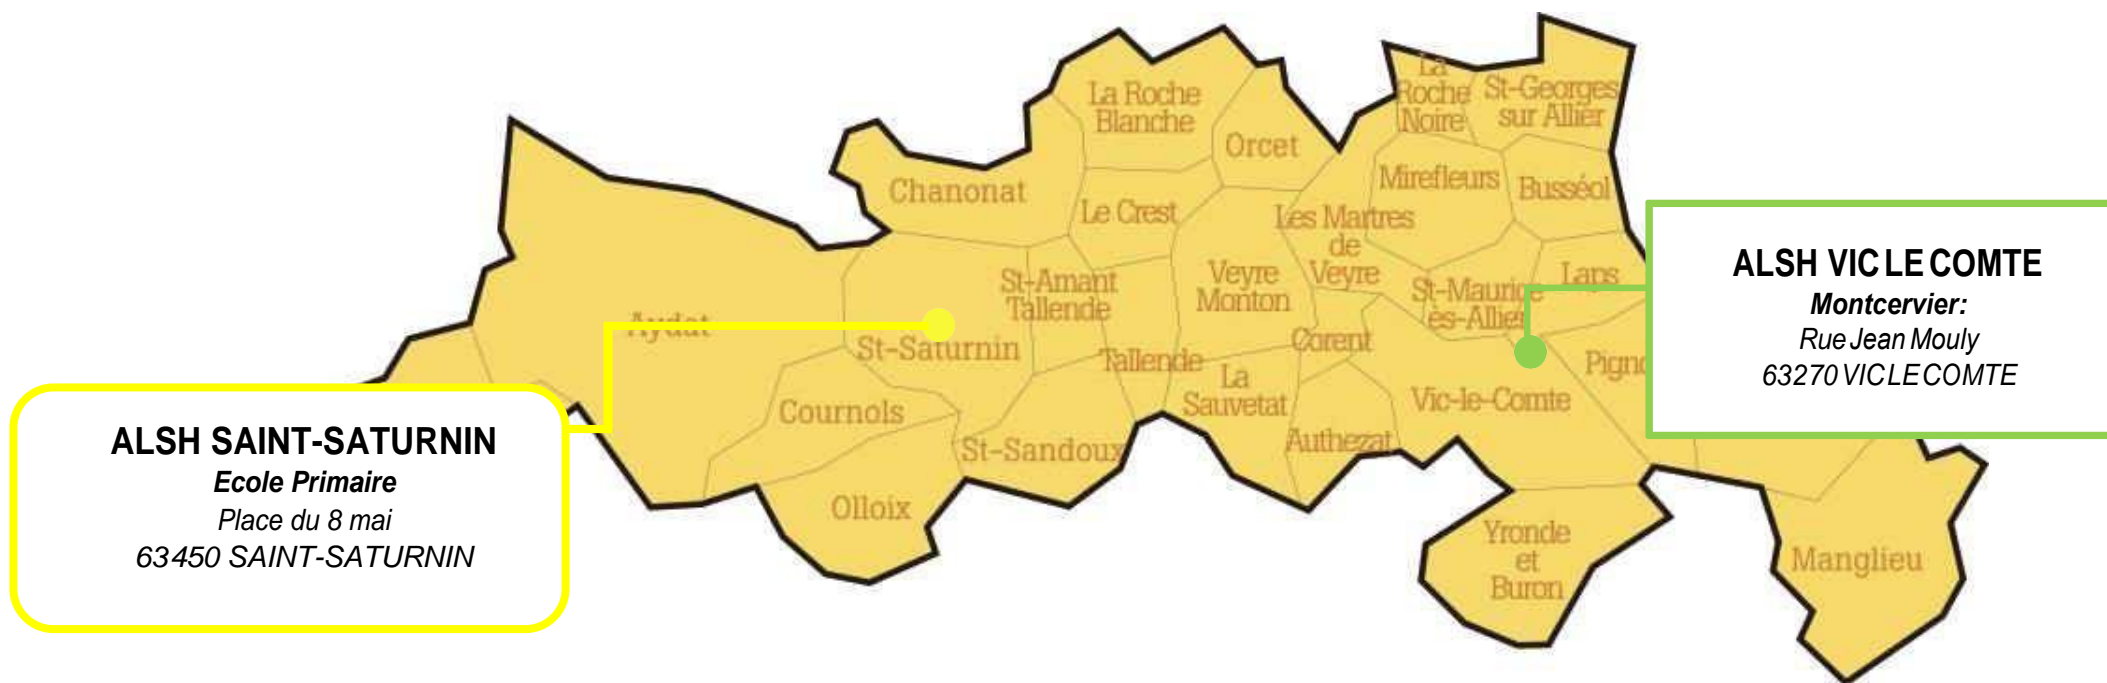 La Roche
Blanche
Orcet
La
Roche
Noire
St-Georges
sur Allier
Chanonat
Le Crest
Mirefleurs
Busséol
Les Martres
de
Veyre
St-Amant
Tallende
Veyre
Monton
St-Maurice
ès-Allier
Laps
Aydat
St-Saturnin
Tallende
Corent
La
Sauvetat
Vic-le-Comte
Cournols
St-Sandoux
Authezat
Olloix
Yronde
et
Buron
Manglieu
ALSH SAINT-SATURNIN
Ecole Primaire
Place du 8 mai
63450 SAINT-SATURNIN
ALSH VIC LE COMTE
Montcervier:
Rue Jean Mouly
63270 VIC LE COMTE